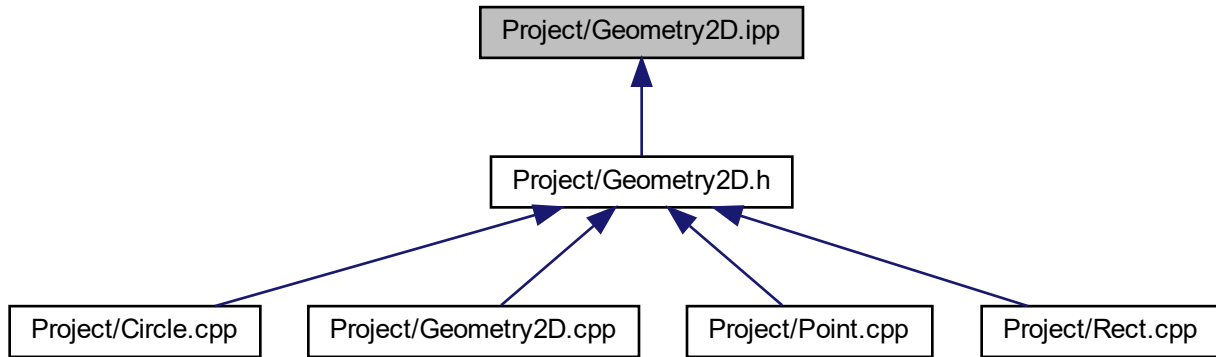 Project/Geometry2D.ipp
Project/Geometry2D.h
Project/Circle.cpp
Project/Geometry2D.cpp
Project/Point.cpp
Project/Rect.cpp